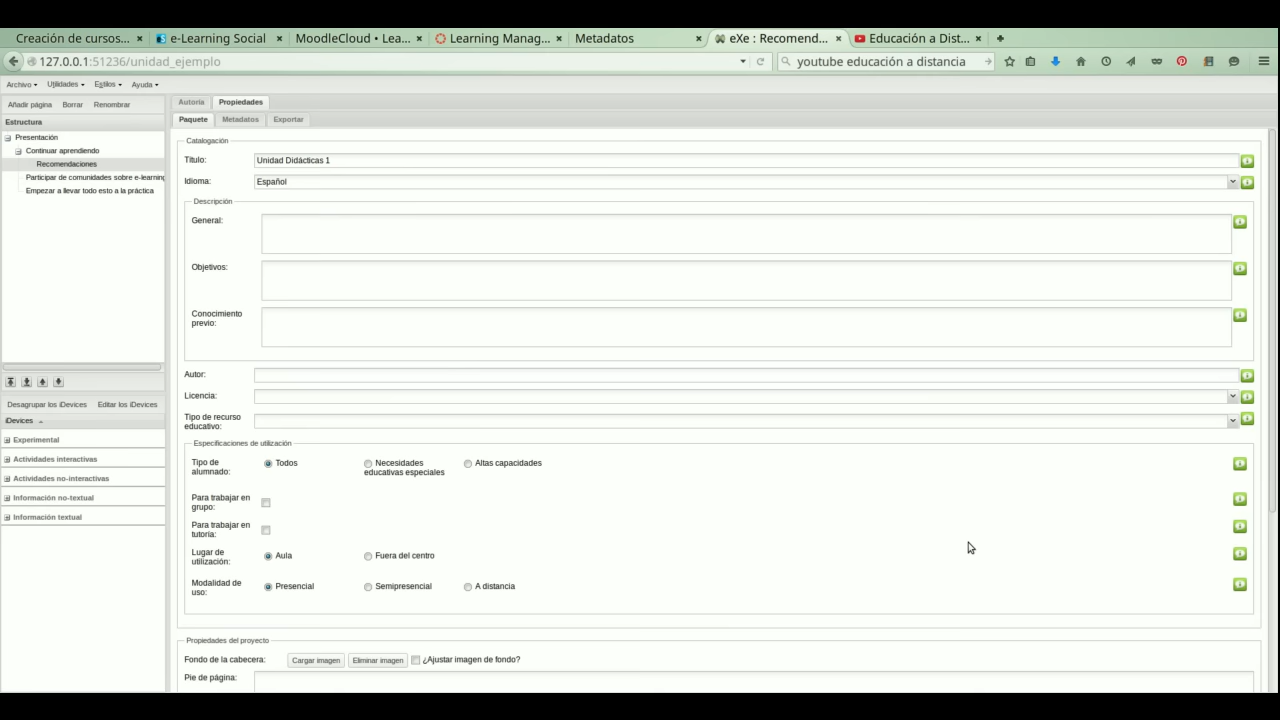 Creación de cursos...
e-Learning Social
MoodleCloud • Lea...
Learning Manag...
Metadatos
eXe : Recomend...
Educación a Dist...
127.0.0.1:51236/unidad_ejemplo
youtube educación a distancia
Archivo
Utilidades
Estilos
Ayuda
Añadir página
Borrar
Renombrar
Estructura
Presentación
Continuar aprendiendo
Recomendaciones
Participar de comunidades sobre e-learning
Empezar a llevar todo esto a la práctica
Desagrupar los iDevices
Editar los iDevices
iDevices
Experimental
Actividades interactivas
Actividades no-interactivas
Información no-textual
Información textual
Autoría
Propiedades
Paquete
Metadatos
Exportar
Catalogación
Título:
Unidad Didácticas 1
Idioma:
Español
Descripción
General:
Objetivos:
Conocimiento
previo:
Autor:
Licencia:
Tipo de recurso
educativo:
Especificaciones de utilización
Tipo de
alumnado:
Todos
Necesidades
educativas especiales
Altas capacidades
Para trabajar en
grupo:
Para trabajar en
tutoría:
Lugar de
utilización:
Aula
Fuera del centro
Modalidad de
uso:
Presencial
Semipresencial
A distancia
Propiedades del proyecto
Fondo de la cabecera:
Cargar imagen
Eliminar imagen
¿Ajustar imagen de fondo?
Pie de página: